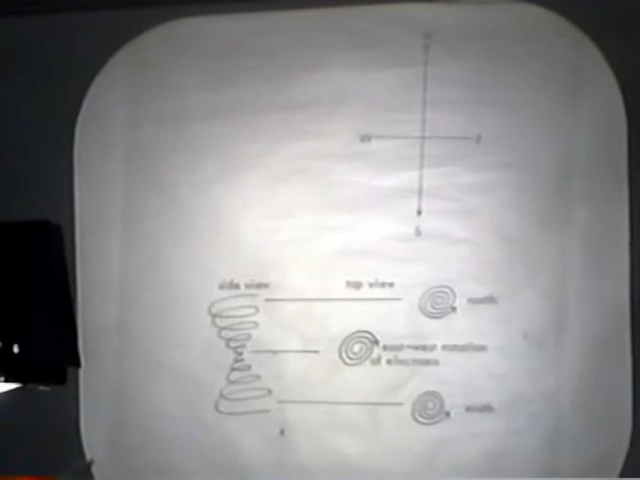 N
W
E
S
side view
top view
north
east-west rotation
of electrons
south